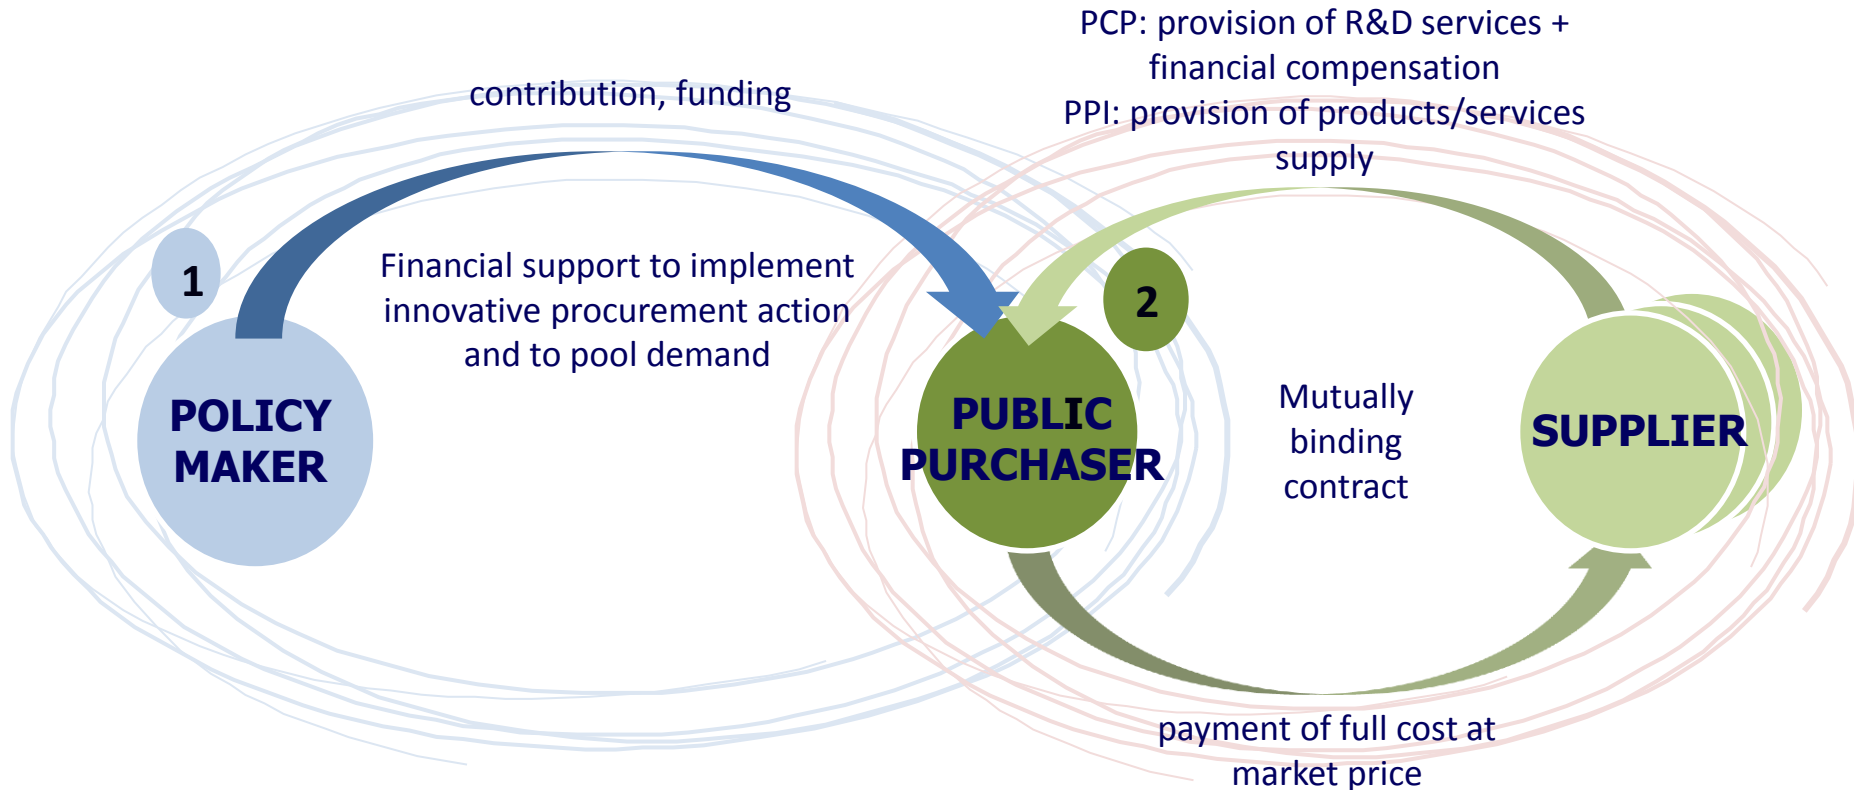 PCP: provision of R&D services +
financial compensation
PPI: provision of products/services
supply
contribution, funding
1
Financial support to implement
innovative procurement action
and to pool demand
2
POLICY
MAKER
PUBLIC
PURCHASER
Mutually
binding
contract
SUPPLIER
payment of full cost at
market price